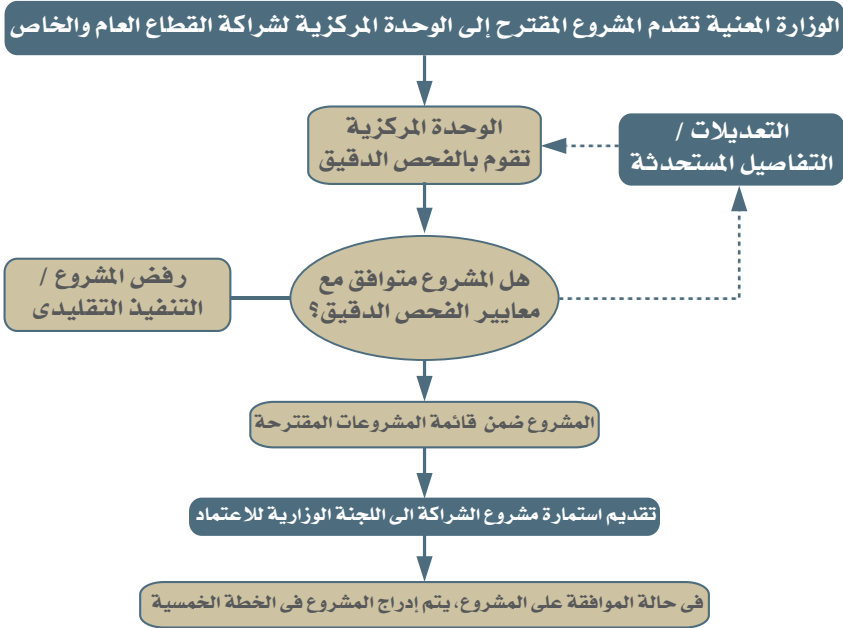 الوزارة المعنية تقدم المشروع المقترح إلى الوحدة المركزية لشراكة القطاع العام والخاص
الوحدة المركزية
تقوم بالفحص الدقيق
التعديلات /
التفاصيل المستحدثة
هل المشروع متوافق مع
معايير الفحص الدقيق؟
رفض المشروع /
التنفيذ التقليدى
المشروع ضمن قائمة المشروعات المقترحة
تقديم استمارة مشروع الشراكة الى اللجنة الوزارية للاعتماد
فى حالة الموافقة على المشروع، يتم إدراج المشروع فى الخطة الخمسية